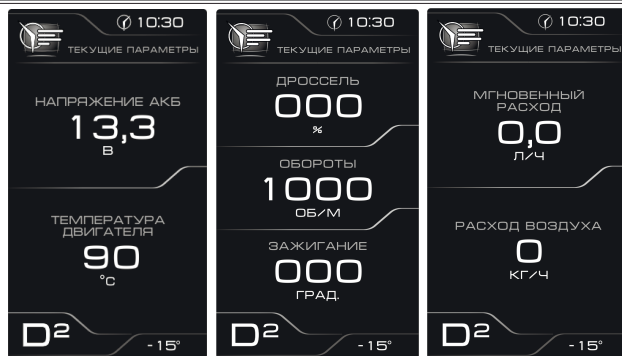 10:30
ТЕКУЩИЕ ПАРАМЕТРЫ
НАПРЯЖЕНИЕ АКБ
13,3
В
ТЕМПЕРАТУРА
ДВИГАТЕЛЯ
90
°C
D²
-15°
10:30
ТЕКУЩИЕ ПАРАМЕТРЫ
ДРОССЕЛЬ
000
%
ОБОРОТЫ
1000
ОБ/М
ЗАЖИГАНИЕ
000
ГРАД.
D²
-15°
10:30
ТЕКУЩИЕ ПАРАМЕТРЫ
МГНОВЕННЫЙ
РАСХОД
0,0
Л/Ч
РАСХОД ВОЗДУХА
0
КГ/Ч
D²
-15°